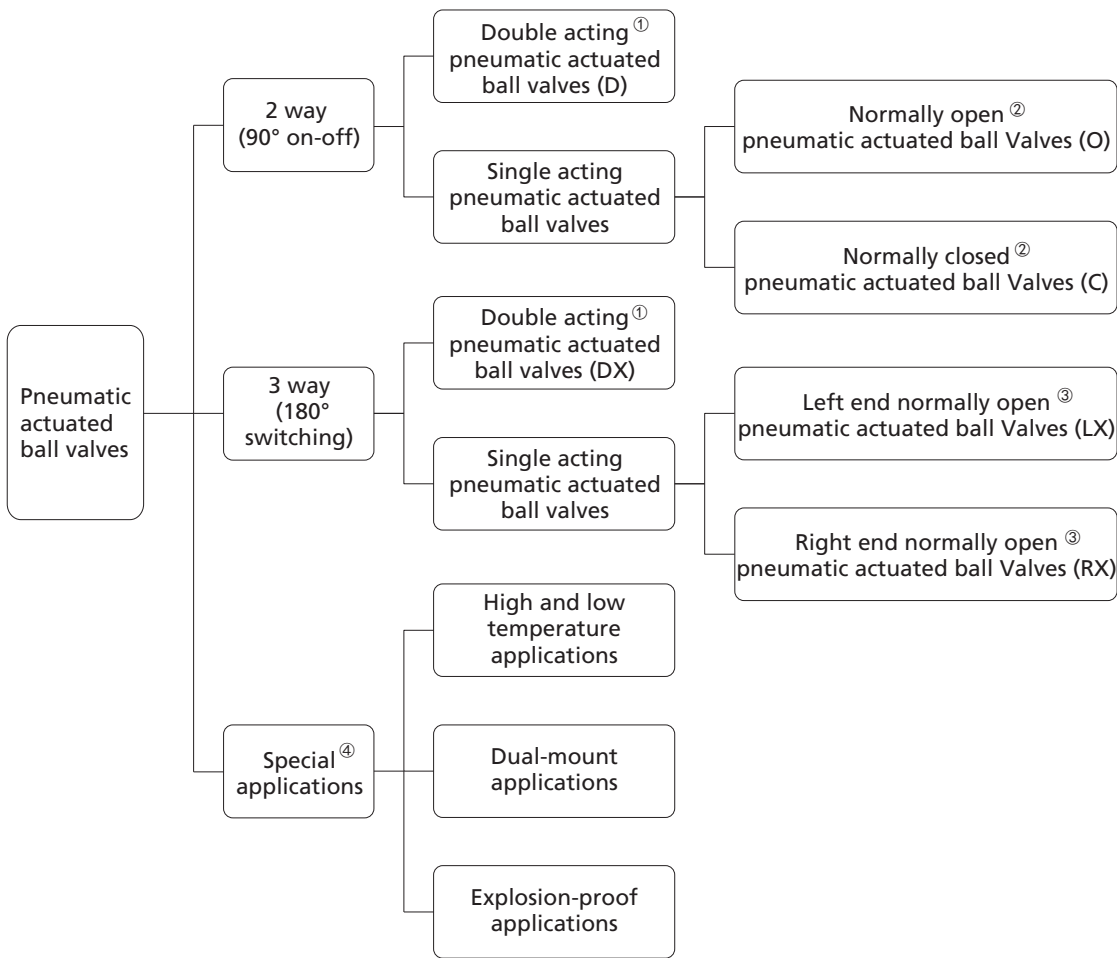 Pneumatic
actuated
ball valves
2 way
(90° on-off)
Double acting ①
pneumatic actuated
ball valves (D)
Single acting
pneumatic actuated
ball valves
Normally open ②
pneumatic actuated ball Valves (O)
Normally closed ②
pneumatic actuated ball Valves (C)
3 way
(180°
switching)
Double acting ①
pneumatic actuated
ball valves (DX)
Single acting
pneumatic actuated
ball valves
Left end normally open ③
pneumatic actuated ball Valves (LX)
Right end normally open ③
pneumatic actuated ball Valves (RX)
Special ④
applications
High and low
temperature
applications
Dual-mount
applications
Explosion-proof
applications